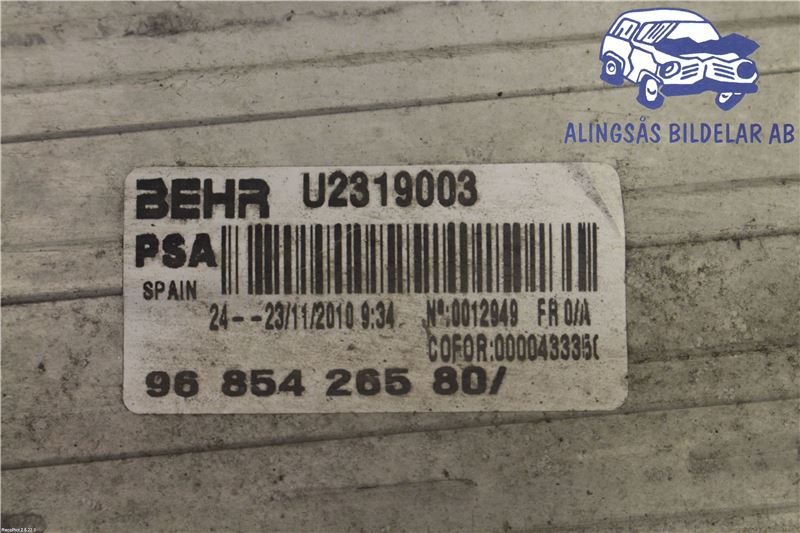 ALINGSÅS BILDELAR AB
BEHR U2319003
PSA
SPAIN
24--23/11/2010 9:34 Nº:0012949 FR 0/A
COFOR:000043335
96 854 265 80/